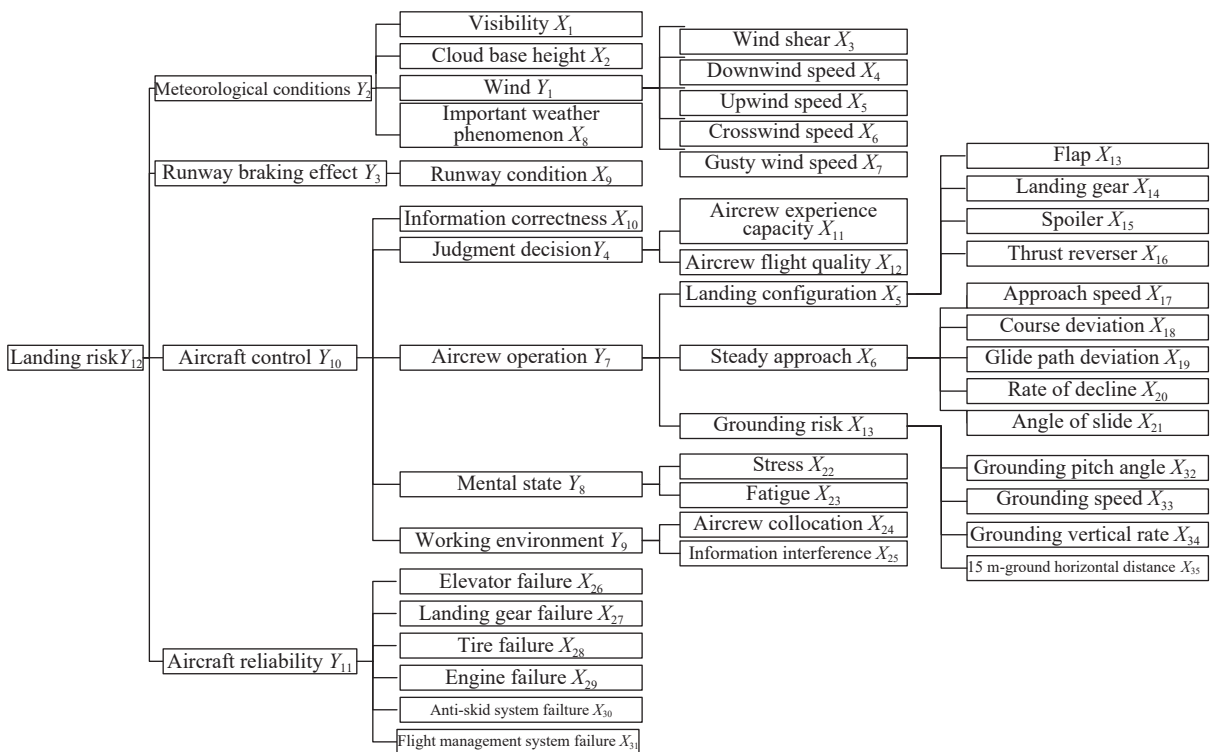 Landing risk Y₁₂
Meteorological conditions Y₂
Visibility X₁
Cloud base height X₂
Wind Y₁
Wind shear X₃
Downwind speed X₄
Upwind speed X₅
Crosswind speed X₆
Gusty wind speed X₇
Important weather
phenomenon X₈
Runway braking effect Y₃
Runway condition X₉
Aircraft control Y₁₀
Information correctness X₁₀
Judgment decision Y₄
Aircrew experience
capacity X₁₁
Aircrew flight quality X₁₂
Aircrew operation Y₇
Landing configuration X₅
Flap X₁₃
Landing gear X₁₄
Spoiler X₁₅
Thrust reverser X₁₆
Steady approach X₆
Approach speed X₁₇
Course deviation X₁₈
Glide path deviation X₁₉
Rate of decline X₂₀
Angle of slide X₂₁
Grounding risk X₁₃
Grounding pitch angle X₃₂
Grounding speed X₃₃
Grounding vertical rate X₃₄
15 m-ground horizontal distance X₃₅
Mental state Y₈
Stress X₂₂
Fatigue X₂₃
Working environment Y₉
Aircrew collocation X₂₄
Information interference X₂₅
Aircraft reliability Y₁₁
Elevator failure X₂₆
Landing gear failure X₂₇
Tire failure X₂₈
Engine failure X₂₉
Anti-skid system failture X₃₀
Flight management system failure X₃₁